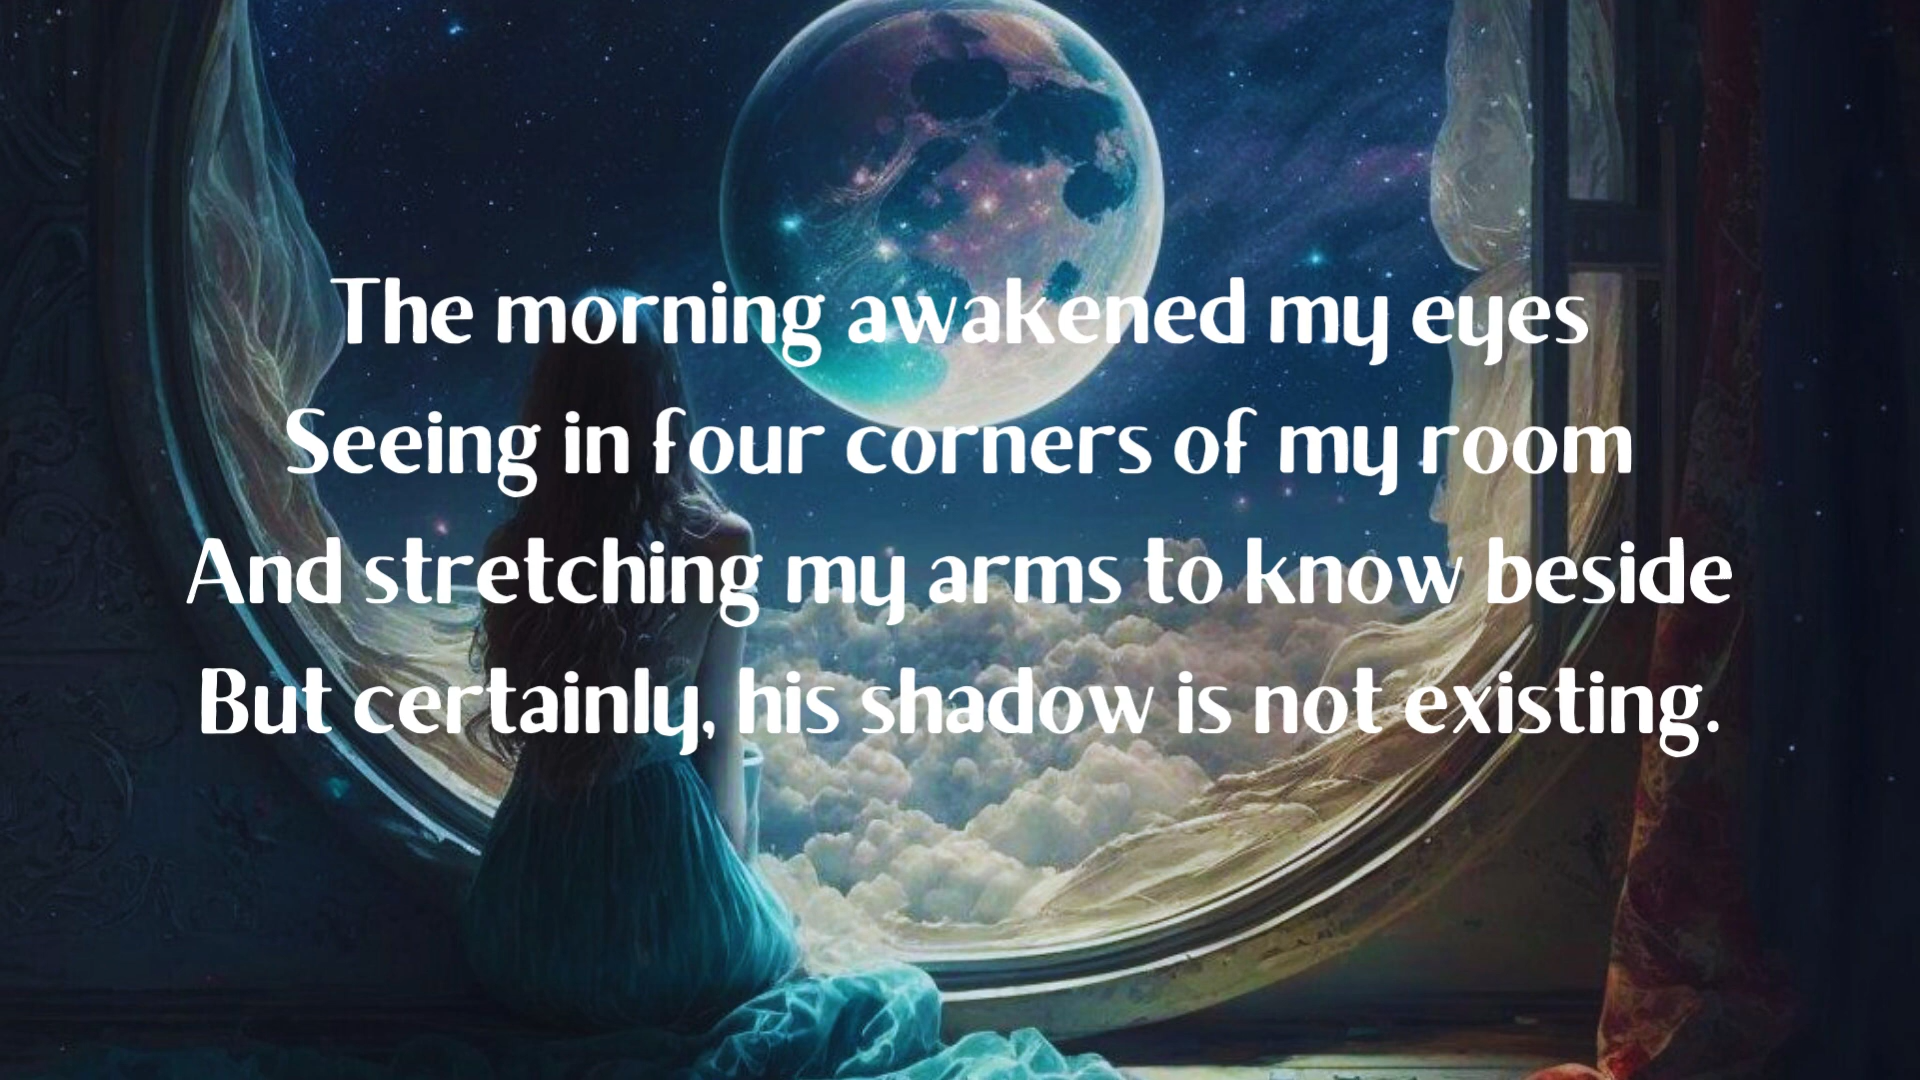 The morning awakened my eyes
Seeing in four corners of my room
And stretching my arms to know beside
But certainly, his shadow is not existing.